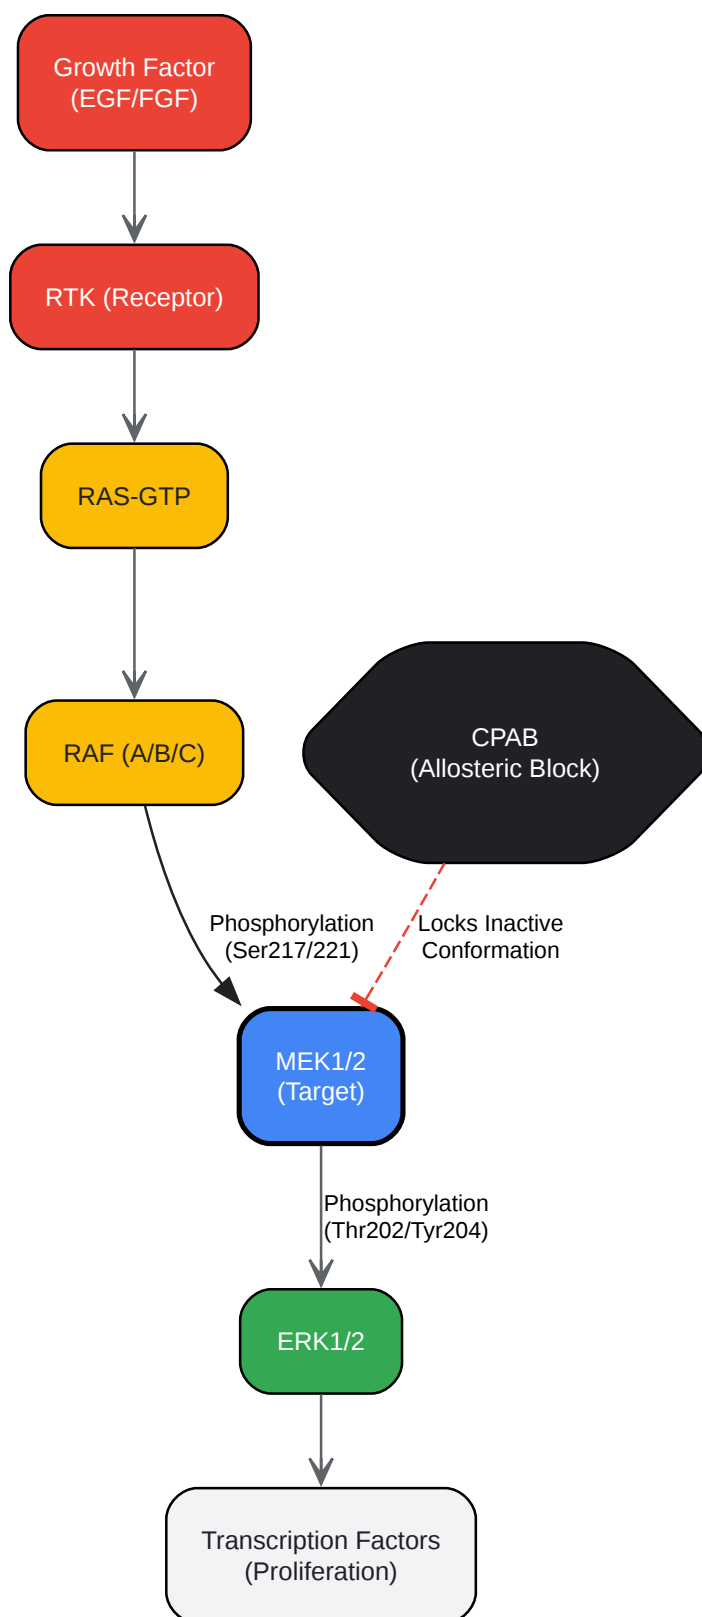 Growth Factor
(EGF/FGF)
RTK (Receptor)
RAS-GTP
RAF (A/B/C)
CPAB
(Allosteric Block)
Phosphorylation
(Ser217/221)
Locks Inactive
Conformation
MEK1/2
(Target)
Phosphorylation
(Thr202/Tyr204)
ERK1/2
Transcription Factors
(Proliferation)